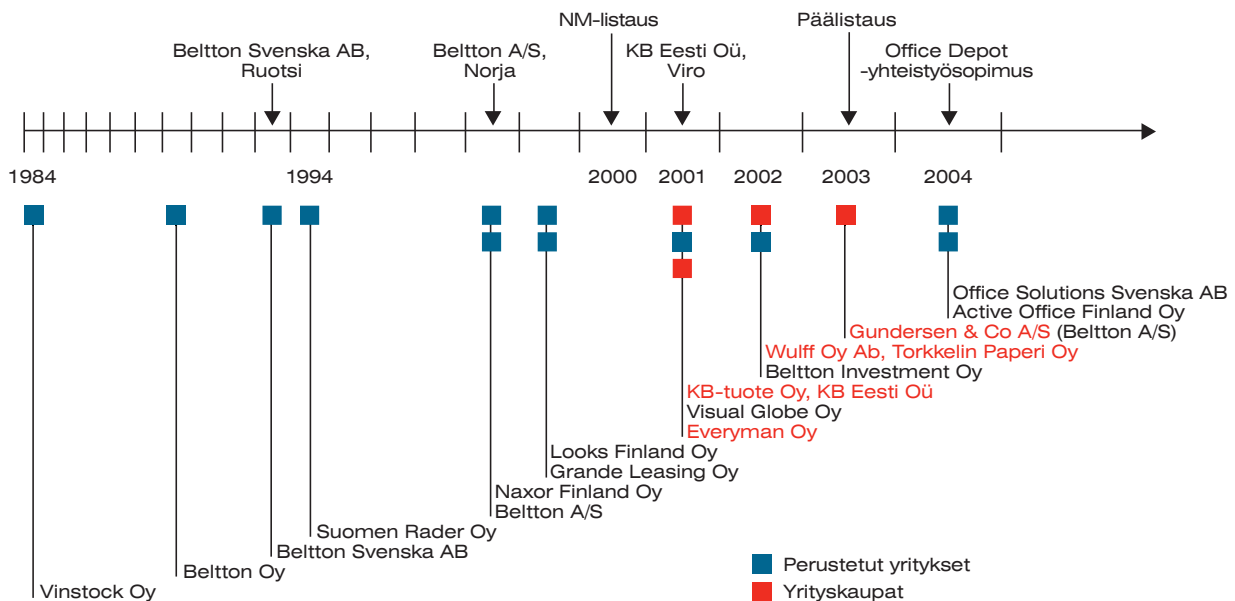 NM-listaus
Päälistaus
Beltton Svenska AB,
Ruotsi
Beltton A/S,
Norja
KB Eesti Oü,
Viro
Office Depot
-yhteistyösopimus
1984
1994
2000
2001
2002
2003
2004
Office Solutions Svenska AB
Active Office Finland Oy
Gundersen & Co A/S (Beltton A/S)
Wulff Oy Ab, Torkkelin Paperi Oy
Beltton Investment Oy
KB-tuote Oy, KB Eesti Oü
Visual Globe Oy
Everyman Oy
Looks Finland Oy
Grande Leasing Oy
Naxor Finland Oy
Beltton A/S
Suomen Rader Oy
Beltton Svenska AB
Beltton Oy
Vinstock Oy
Perustetut yritykset
Yrityskaupat